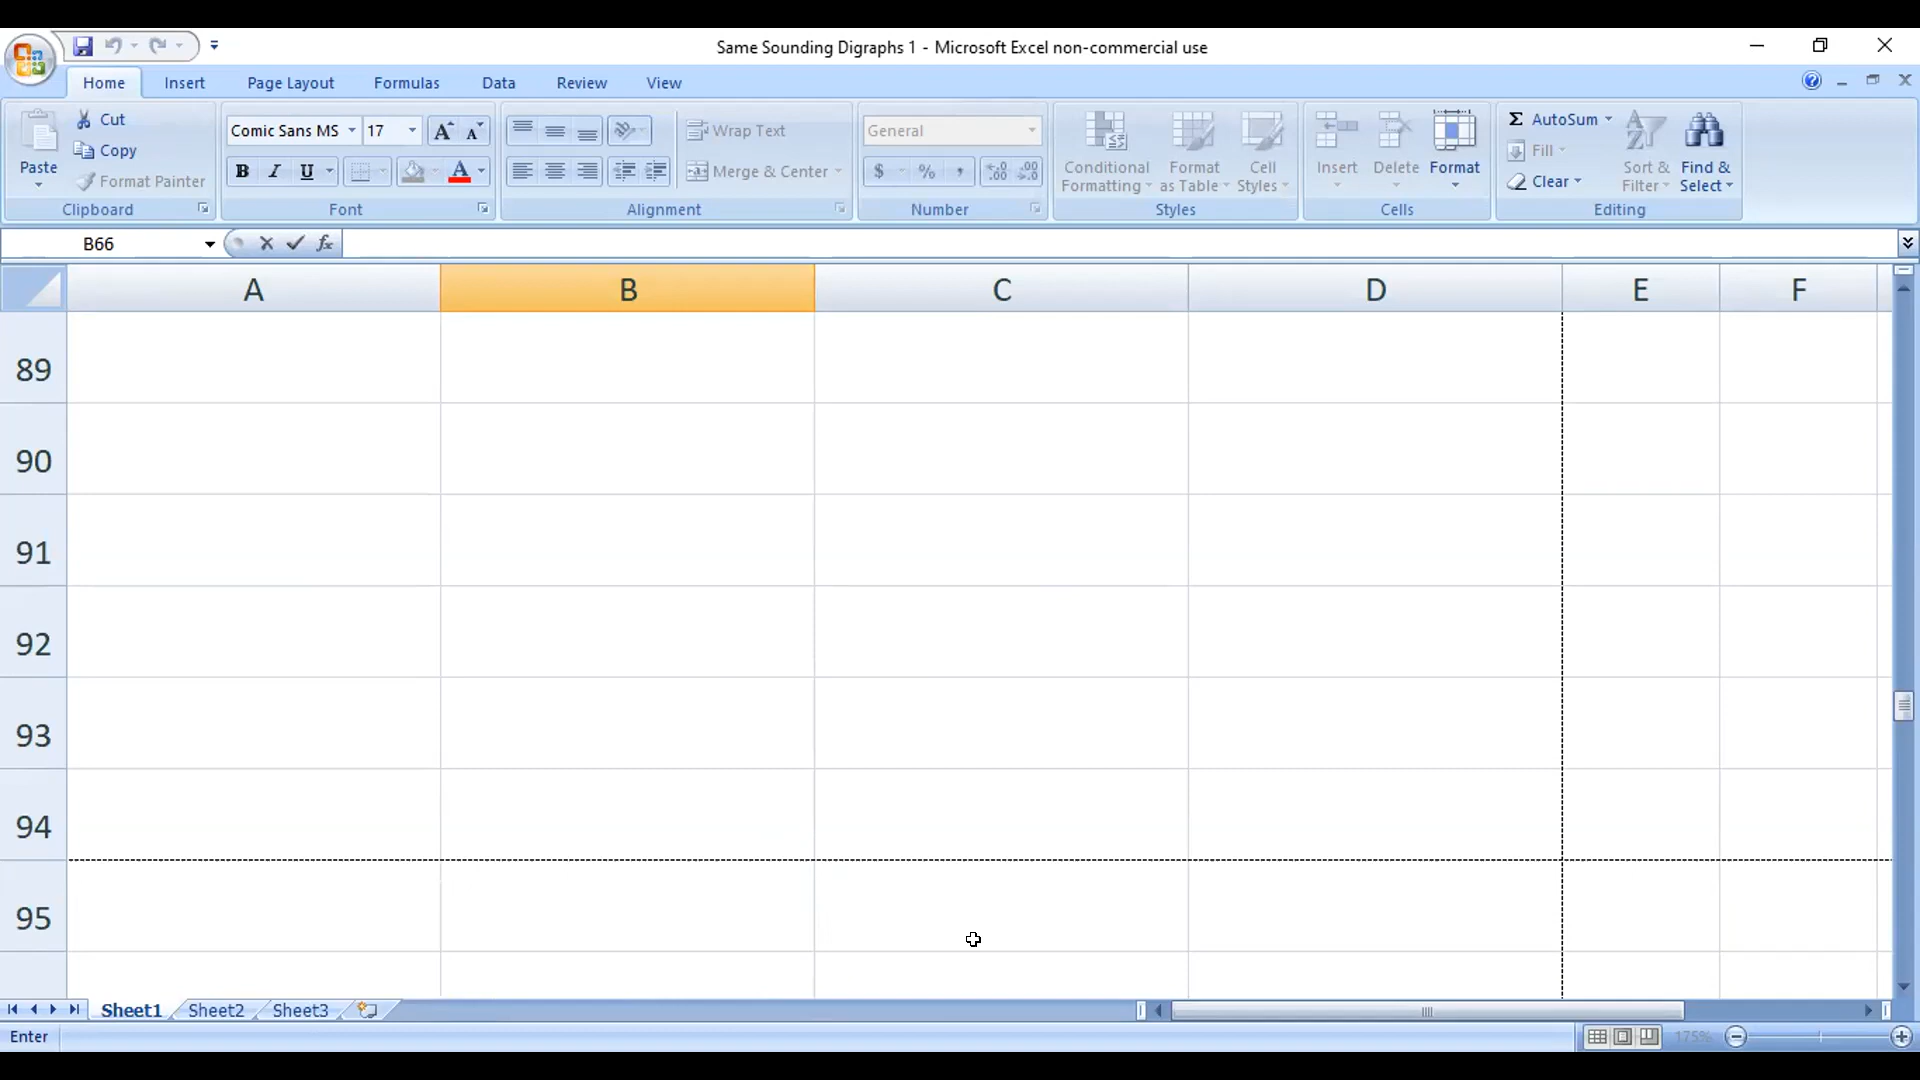 Same Sounding Digraphs 1 - Microsoft Excel non-commercial use
Home Insert Page Layout Formulas Data Review View
Paste
Cut
Copy
Format Painter
Clipboard
Comic Sans MS 17
B I U
Font
Wrap Text
Merge & Center
Alignment
General
$ % ,
Number
Conditional Formatting
Format as Table
Cell Styles
Styles
Insert Delete Format
Cells
Σ AutoSum
Fill
Clear
Sort & Filter
Find & Select
Editing
B66
fx
A B C D E F
89
90
91
92
93
94
95
Sheet1 Sheet2 Sheet3
Enter
175%